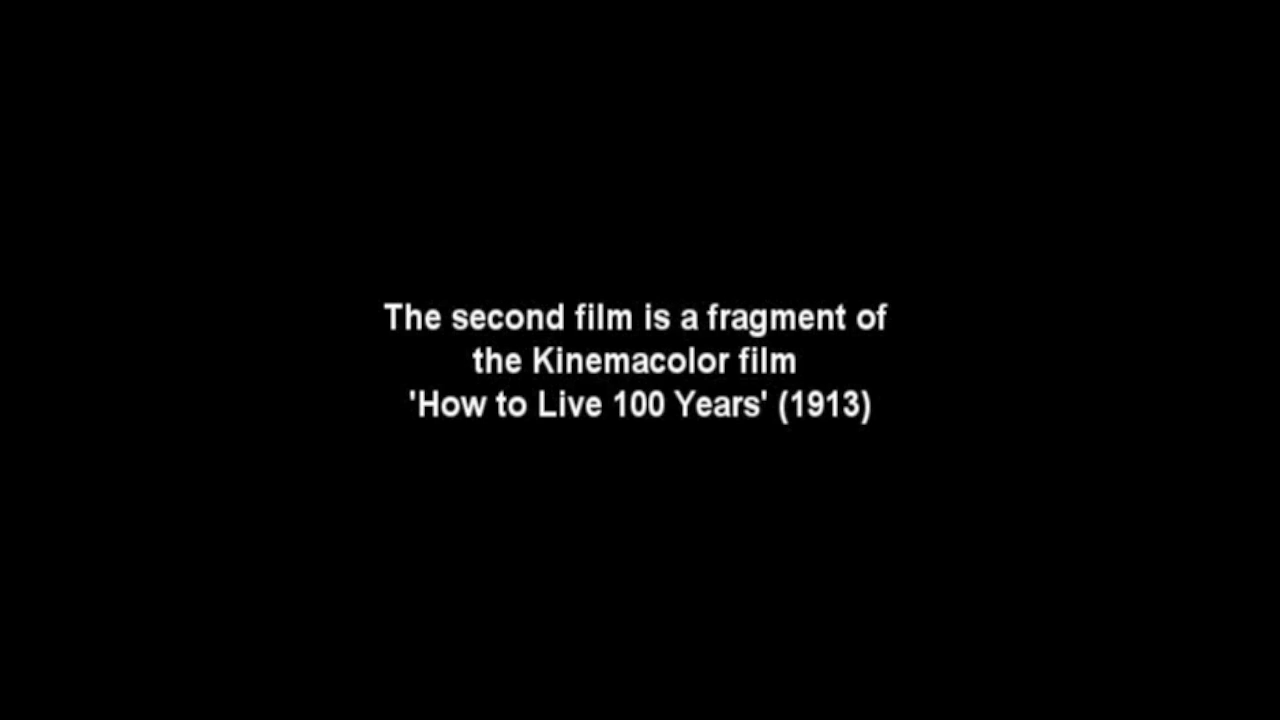 The second film is a fragment of
the Kinemacolor film
'How to Live 100 Years' (1913)